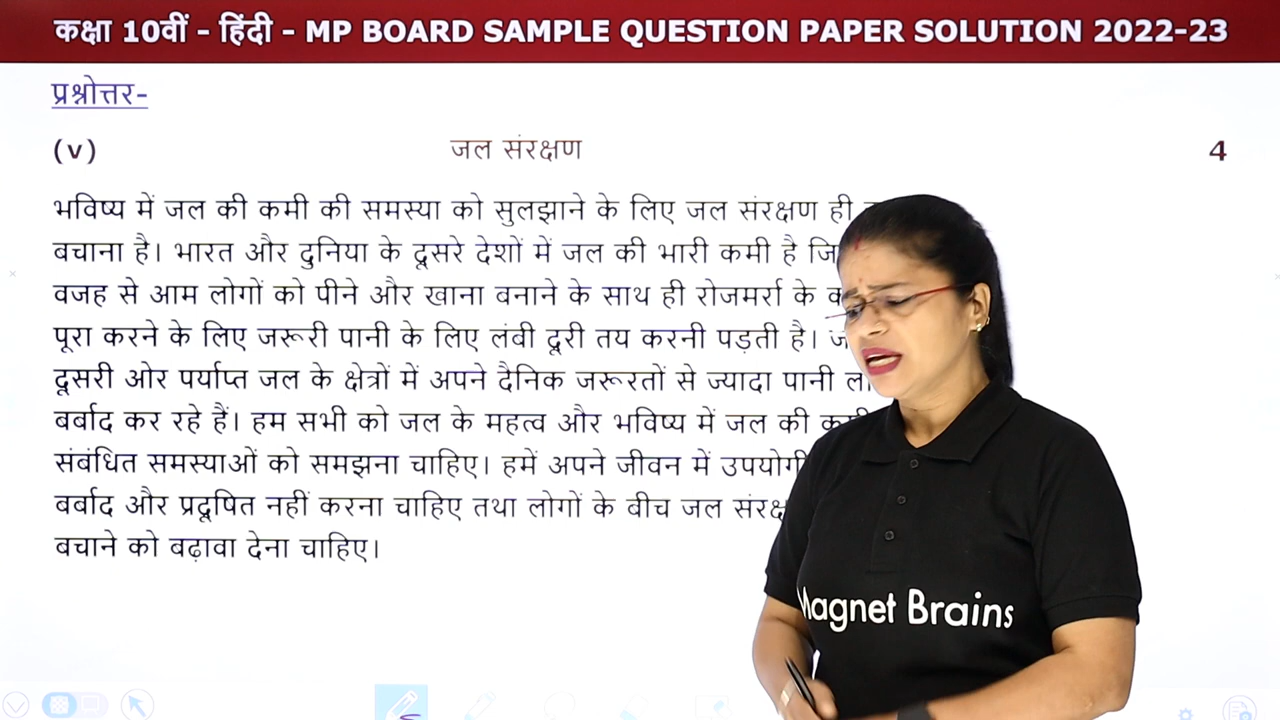 कक्षा 10वीं - हिंदी - MP BOARD SAMPLE QUESTION PAPER SOLUTION 2022-23
प्रश्नोत्तर-
(v) जल संरक्षण 4
भविष्य में जल की कमी की समस्या को सुलझाने के लिए जल संरक्षण ही
बचाना है। भारत और दुनिया के दूसरे देशों में जल की भारी कमी है
वजह से आम लोगों को पीने और खाना बनाने के साथ ही रोजमर्रा के
पूरा करने के लिए जरूरी पानी के लिए लंबी दूरी तय करनी पड़ती है।
दूसरी ओर पर्याप्त जल के क्षेत्रों में अपने दैनिक जरूरतों से ज्यादा पानी
बर्बाद कर रहे हैं। हम सभी को जल के महत्व और भविष्य में जल की
संबंधित समस्याओं को समझना चाहिए। हमें अपने जीवन में उपयोगी
बर्बाद और प्रदूषित नहीं करना चाहिए तथा लोगों के बीच जल
बचाने को बढ़ावा देना चाहिए।
Magnet Brains